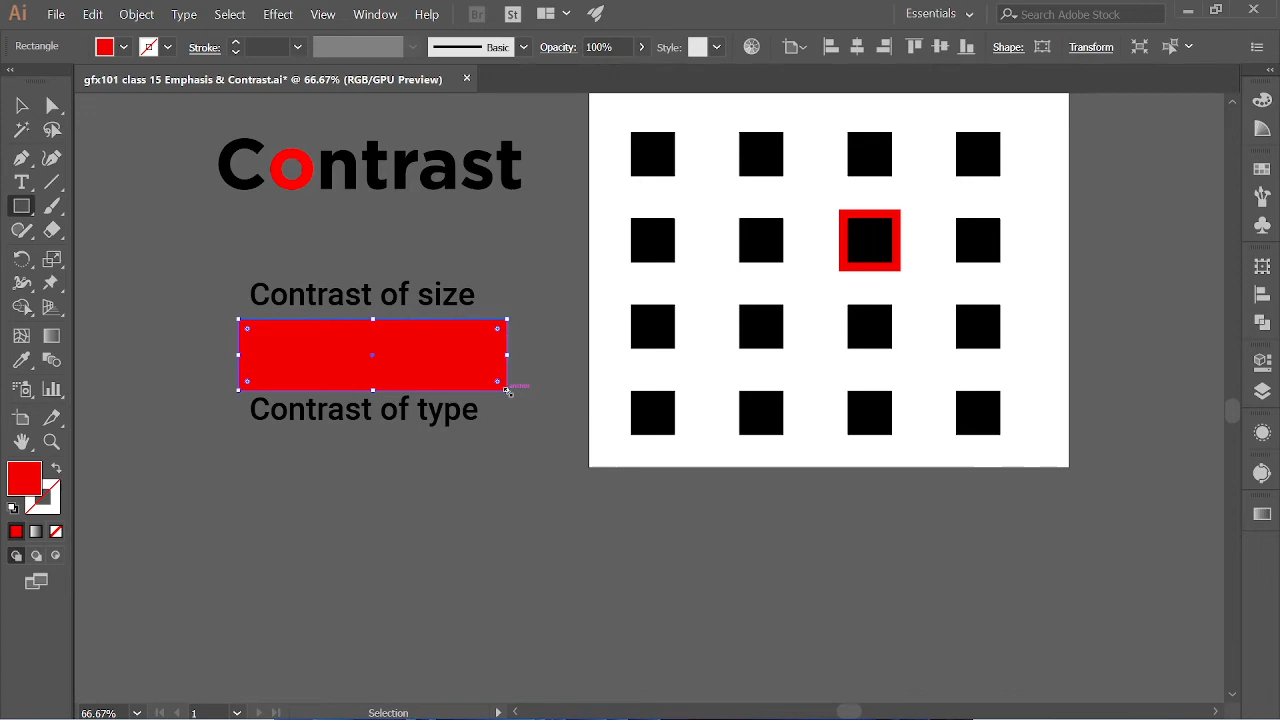 Ai File Edit Object Type Select Effect View Window Help Br St Essentials Search Adobe Stock
Rectangle Stroke: Basic Opacity: 100% Style: Shape: Transform
gfx101 class 15 Emphasis & Contrast.ai* @ 66.67% (RGB/GPU Preview)
Contrast
Contrast of size
Contrast of type
66.67% 1 Selection